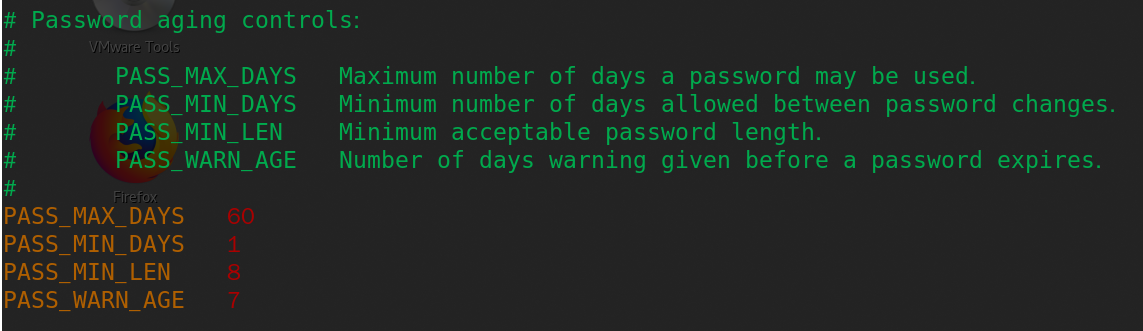 # Password aging controls:
VMware Tools
#
#       PASS_MAX_DAYS   Maximum number of days a password may be used.
#       PASS_MIN_DAYS   Minimum number of days allowed between password changes.
#       PASS_MIN_LEN    Minimum acceptable password length.
#       PASS_WARN_AGE   Number of days warning given before a password expires.
#
Firefox
PASS_MAX_DAYS   60
PASS_MIN_DAYS   1
PASS_MIN_LEN    8
PASS_WARN_AGE   7